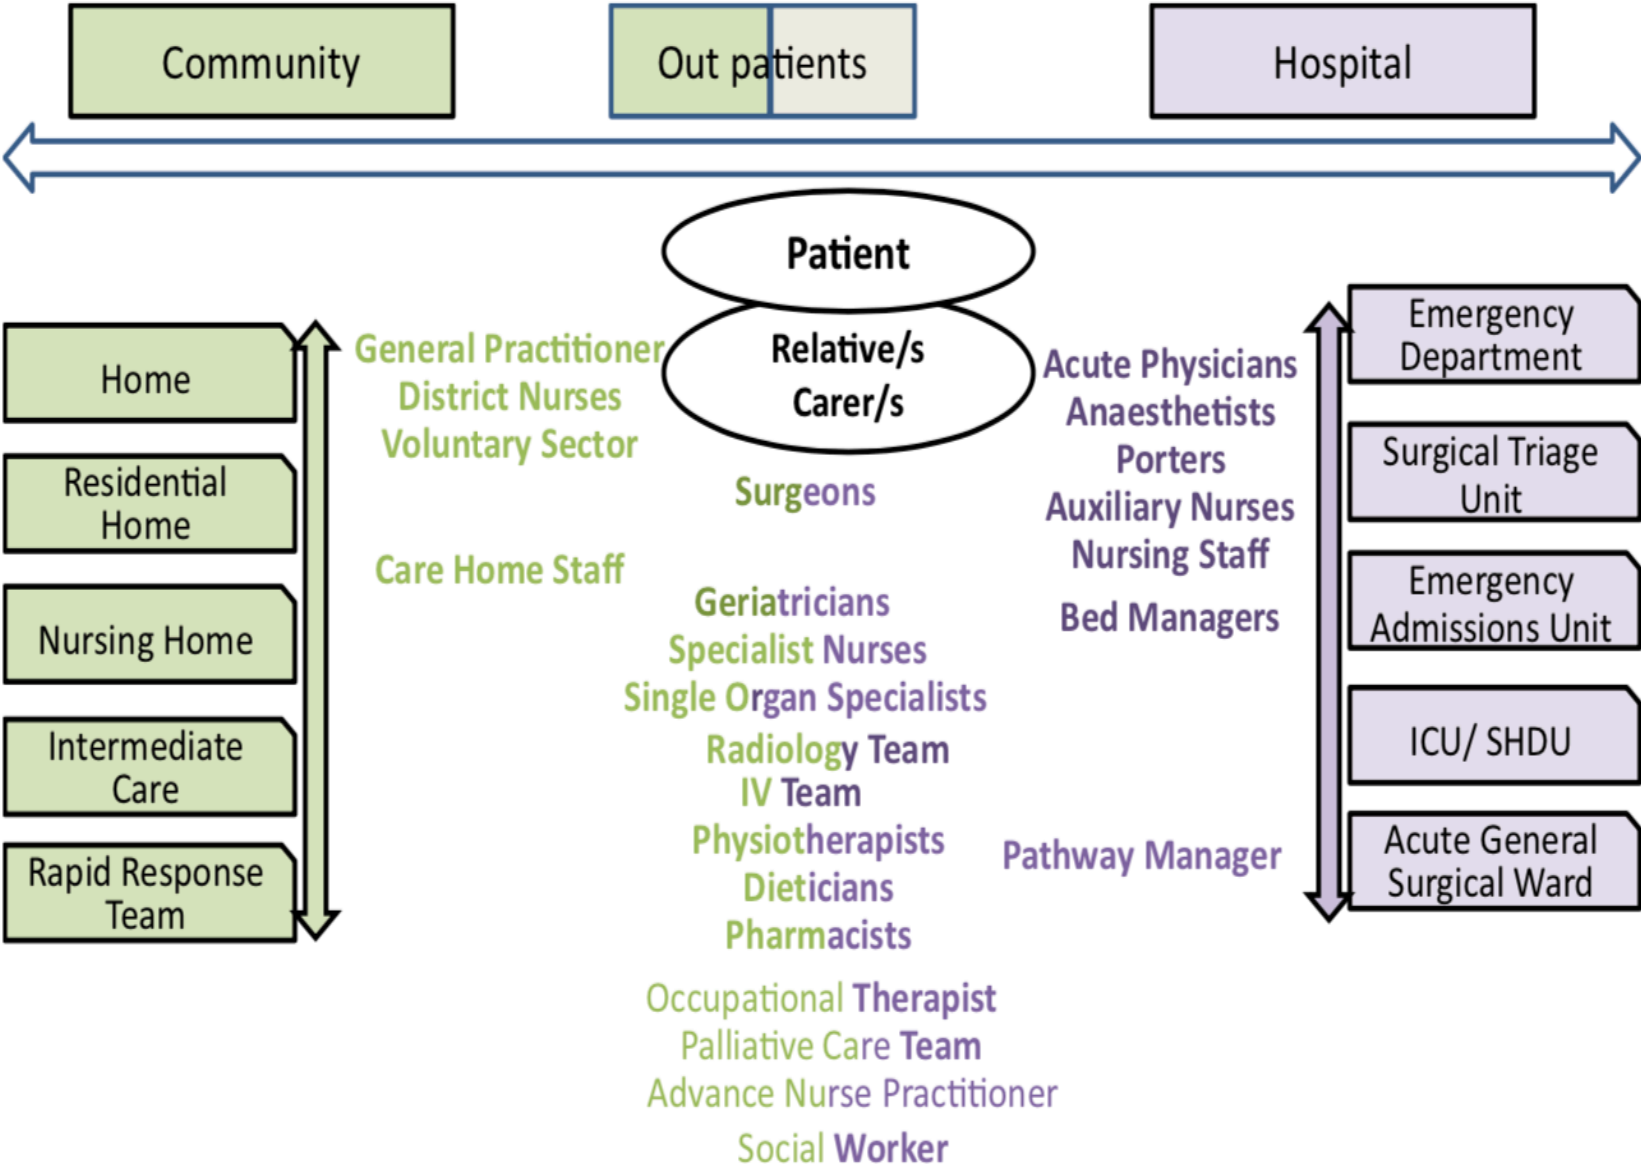 Community
Out patients
Hospital
Patient
Relative/s
Carer/s
Home
Residential
Home
Nursing Home
Intermediate
Care
Rapid Response
Team
General Practitioner
District Nurses
Voluntary Sector
Care Home Staff
Surgeons
Geriatricians
Specialist Nurses
Single Organ Specialists
Radiology Team
IV Team
Physiotherapists
Dieticians
Pharmacists
Occupational Therapist
Palliative Care Team
Advance Nurse Practitioner
Social Worker
Acute Physicians
Anaesthetists
Porters
Auxiliary Nurses
Nursing Staff
Bed Managers
Pathway Manager
Emergency
Department
Surgical Triage
Unit
Emergency
Admissions Unit
ICU/ SHDU
Acute General
Surgical Ward